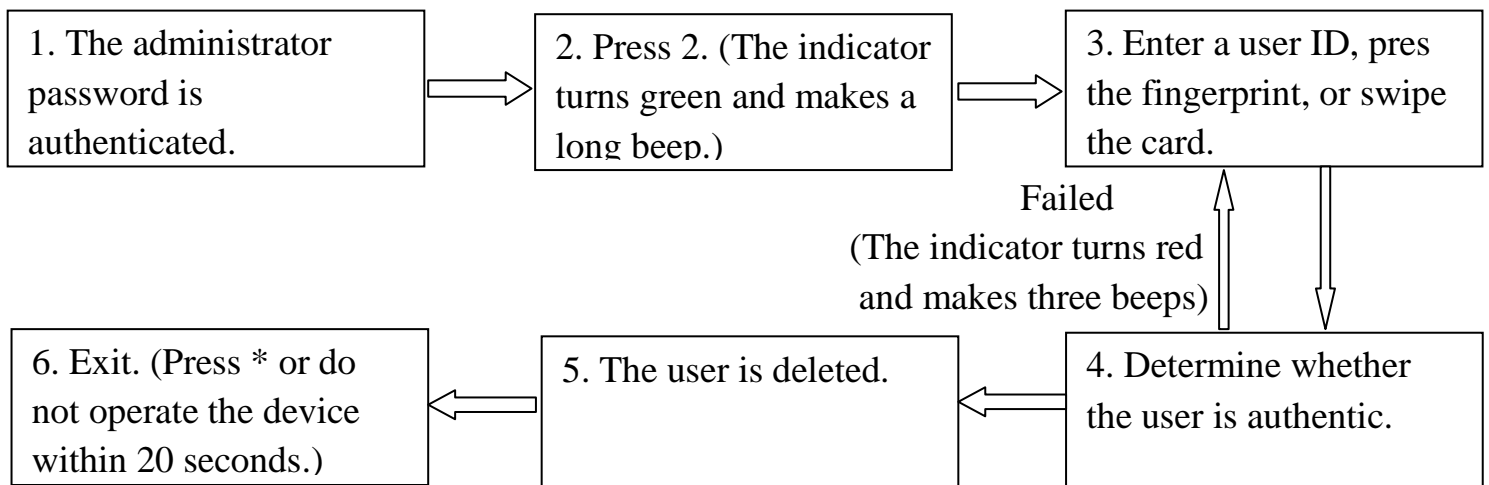 1. The administrator
password is
authenticated.
2. Press 2. (The indicator
turns green and makes a
long beep.)
3. Enter a user ID, pres
the fingerprint, or swipe
the card.
Failed
(The indicator turns red
and makes three beeps)
4. Determine whether
the user is authentic.
5. The user is deleted.
6. Exit. (Press * or do
not operate the device
within 20 seconds.)